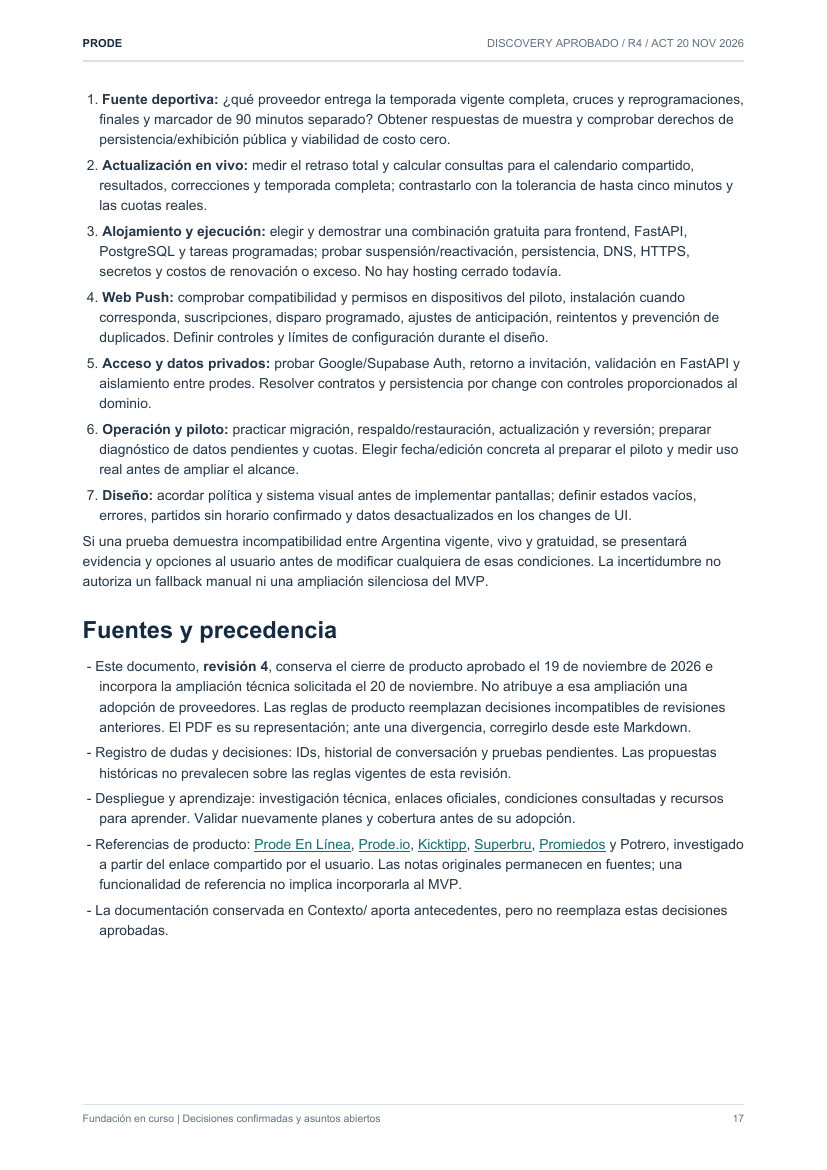 PRODE
DISCOVERY APROBADO / R4 / ACT 20 NOV 2026
1. Fuente deportiva: ¿qué proveedor entrega la temporada vigente completa, cruces y reprogramaciones,
finales y marcador de 90 minutos separado? Obtener respuestas de muestra y comprobar derechos de
persistencia/exhibición pública y viabilidad de costo cero.
2. Actualización en vivo: medir el retraso total y calcular consultas para el calendario compartido,
resultados, correcciones y temporada completa; contrastarlo con la tolerancia de hasta cinco minutos y
las cuotas reales.
3. Alojamiento y ejecución: elegir y demostrar una combinación gratuita para frontend, FastAPI,
PostgreSQL y tareas programadas; probar suspensión/reactivación, persistencia, DNS, HTTPS,
secretos y costos de renovación o exceso. No hay hosting cerrado todavía.
4. Web Push: comprobar compatibilidad y permisos en dispositivos del piloto, instalación cuando
corresponda, suscripciones, disparo programado, ajustes de anticipación, reintentos y prevención de
duplicados. Definir controles y límites de configuración durante el diseño.
5. Acceso y datos privados: probar Google/Supabase Auth, retorno a invitación, validación en FastAPI y
aislamiento entre prodes. Resolver contratos y persistencia por change con controles proporcionados al
dominio.
6. Operación y piloto: practicar migración, respaldo/restauración, actualización y reversión; preparar
diagnóstico de datos pendientes y cuotas. Elegir fecha/edición concreta al preparar el piloto y medir uso
real antes de ampliar el alcance.
7. Diseño: acordar política y sistema visual antes de implementar pantallas; definir estados vacíos,
errores, partidos sin horario confirmado y datos desactualizados en los changes de UI.
Si una prueba demuestra incompatibilidad entre Argentina vigente, vivo y gratuidad, se presentará
evidencia y opciones al usuario antes de modificar cualquiera de esas condiciones. La incertidumbre no
autoriza un fallback manual ni una ampliación silenciosa del MVP.
Fuentes y precedencia
- Este documento, revisión 4, conserva el cierre de producto aprobado el 19 de noviembre de 2026 e
incorpora la ampliación técnica solicitada el 20 de noviembre. No atribuye a esa ampliación una
adopción de proveedores. Las reglas de producto reemplazan decisiones incompatibles de revisiones
anteriores. El PDF es su representación; ante una divergencia, corregirlo desde este Markdown.
- Registro de dudas y decisiones: IDs, historial de conversación y pruebas pendientes. Las propuestas
históricas no prevalecen sobre las reglas vigentes de esta revisión.
- Despliegue y aprendizaje: investigación técnica, enlaces oficiales, condiciones consultadas y recursos
para aprender. Validar nuevamente planes y cobertura antes de su adopción.
- Referencias de producto: Prode En Línea, Prode.io, Kicktipp, Superbru, Promiedos y Potrero, investigado
a partir del enlace compartido por el usuario. Las notas originales permanecen en fuentes; una
funcionalidad de referencia no implica incorporarla al MVP.
- La documentación conservada en Contexto/ aporta antecedentes, pero no reemplaza estas decisiones
aprobadas.
Fundación en curso | Decisiones confirmadas y asuntos abiertos
17